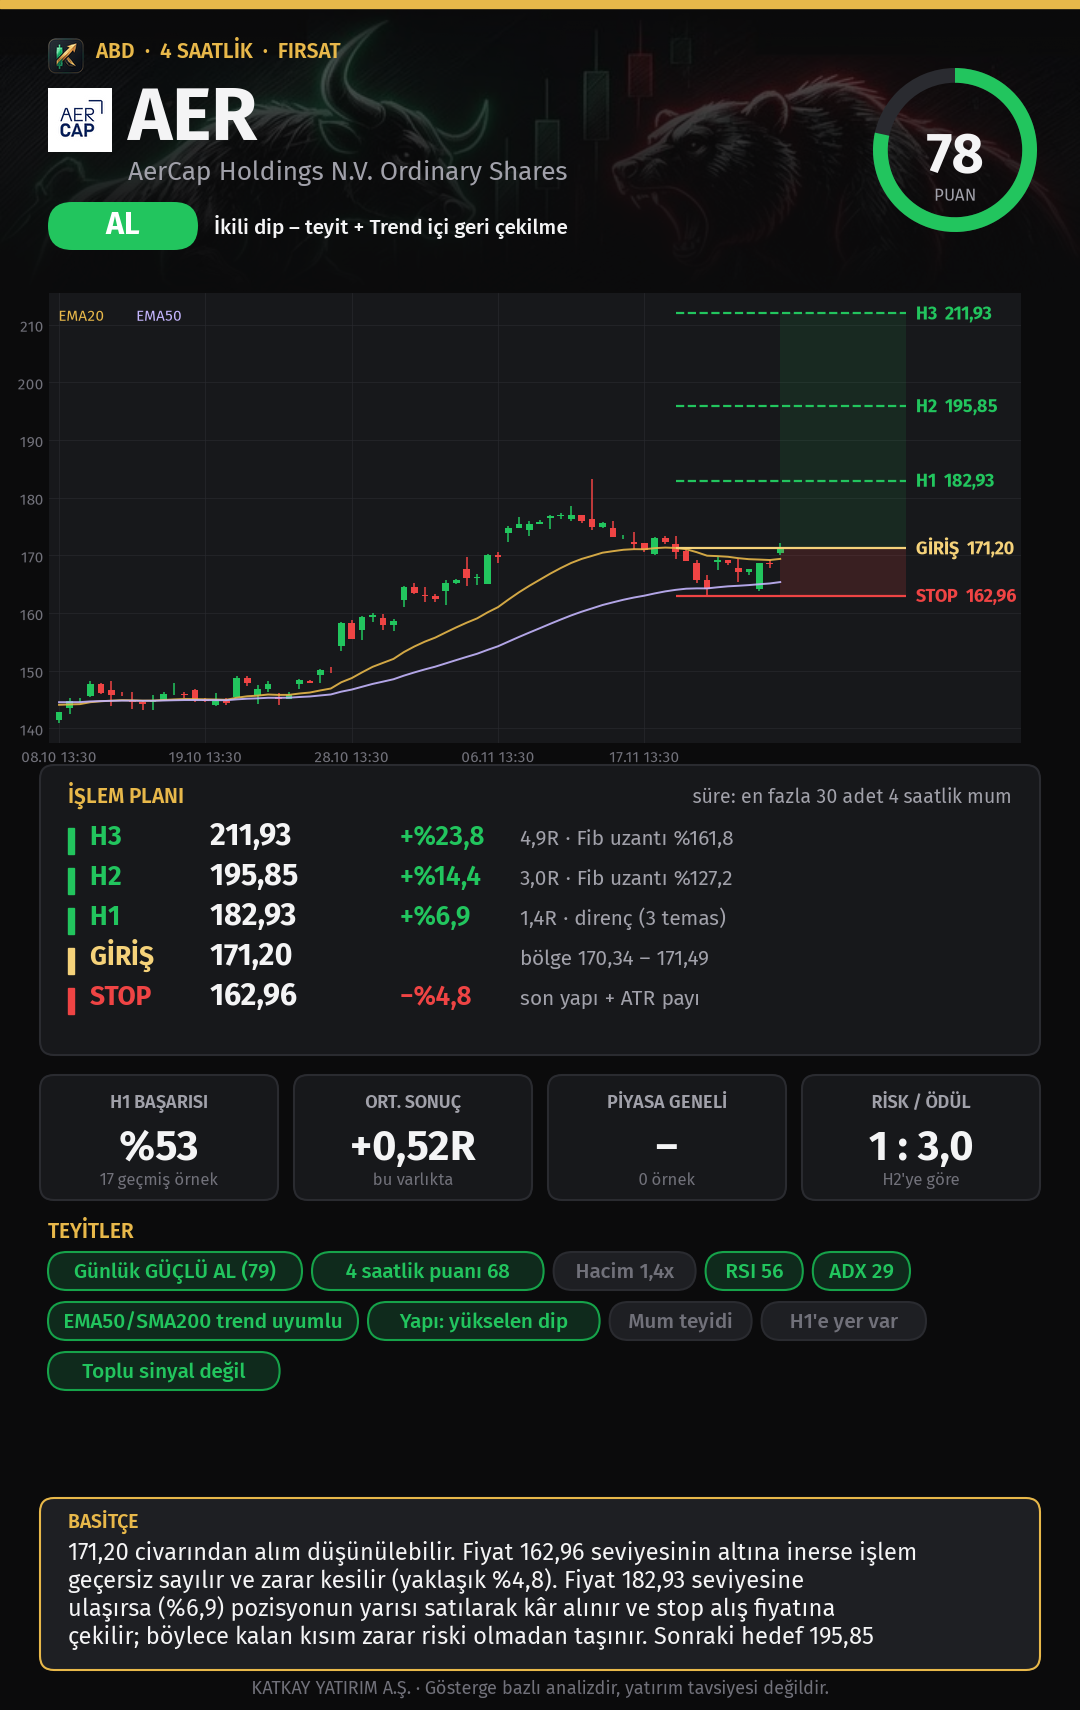 ABD · 4 SAATLİK · FIRSAT
AER CAP
AER
AerCap Holdings N.V. Ordinary Shares
78
PUAN
AL
İkili dip – teyit + Trend içi geri çekilme
EMA20 EMA50
210
200
190
180
170
160
150
140
H3 211,93
H2 195,85
H1 182,93
GİRİŞ 171,20
STOP 162,96
08.10 13:30 19.10 13:30 28.10 13:30 06.11 13:30 17.11 13:30
İŞLEM PLANI süre: en fazla 30 adet 4 saatlik mum
H3 211,93 +%23,8 4,9R · Fib uzantı %161,8
H2 195,85 +%14,4 3,0R · Fib uzantı %127,2
H1 182,93 +%6,9 1,4R · direnç (3 temas)
GİRİŞ 171,20 bölge 170,34 – 171,49
STOP 162,96 −%4,8 son yapı + ATR payı
H1 BAŞARISI
%53
17 geçmiş örnek
ORT. SONUÇ
+0,52R
bu varlıkta
PİYASA GENELİ
–
0 örnek
RİSK / ÖDÜL
1 : 3,0
H2'ye göre
TEYİTLER
Günlük GÜÇLÜ AL (79) 4 saatlik puanı 68 Hacim 1,4x RSI 56 ADX 29
EMA50/SMA200 trend uyumlu Yapı: yükselen dip Mum teyidi H1'e yer var
Toplu sinyal değil
BASİTÇE
171,20 civarından alım düşünülebilir. Fiyat 162,96 seviyesinin altına inerse işlem
geçersiz sayılır ve zarar kesilir (yaklaşık %4,8). Fiyat 182,93 seviyesine
ulaşırsa (%6,9) pozisyonun yarısı satılarak kâr alınır ve stop alış fiyatına
çekilir; böylece kalan kısım zarar riski olmadan taşınır. Sonraki hedef 195,85
KATKAY YATIRIM A.Ş. · Gösterge bazlı analizdir, yatırım tavsiyesi değildir.